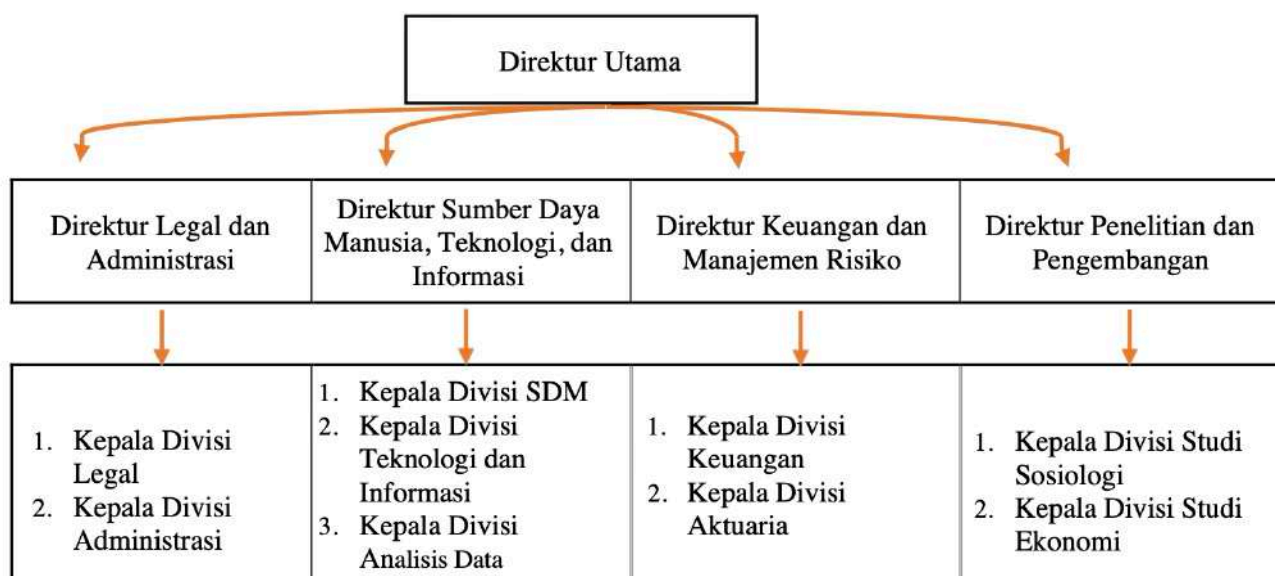 Direktur Utama
Direktur Legal dan
Administrasi
Direktur Sumber Daya
Manusia, Teknologi, dan
Informasi
Direktur Keuangan dan
Manajemen Risiko
Direktur Penelitian dan
Pengembangan
1. Kepala Divisi
Legal
2. Kepala Divisi
Administrasi
1. Kepala Divisi SDM
2. Kepala Divisi
Teknologi dan
Informasi
3. Kepala Divisi
Analisis Data
1. Kepala Divisi
Keuangan
2. Kepala Divisi
Aktuaria
1. Kepala Divisi Studi
Sosiologi
2. Kepala Divisi Studi
Ekonomi